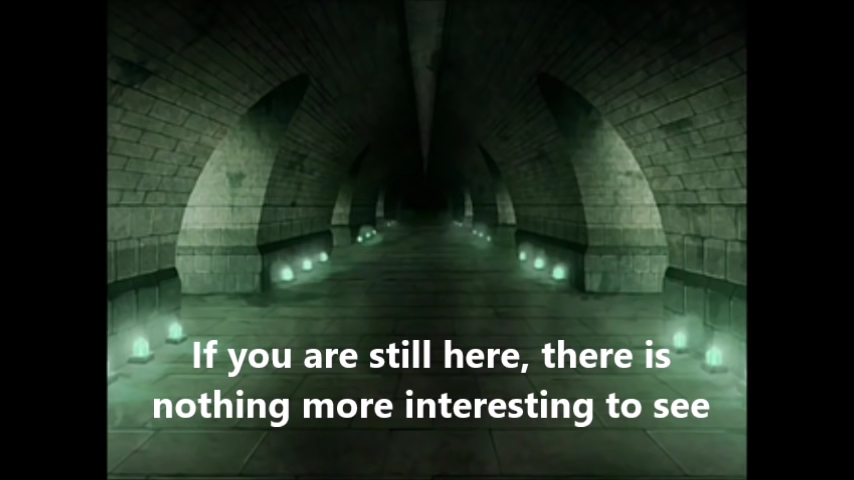 If you are still here, there is
nothing more interesting to see